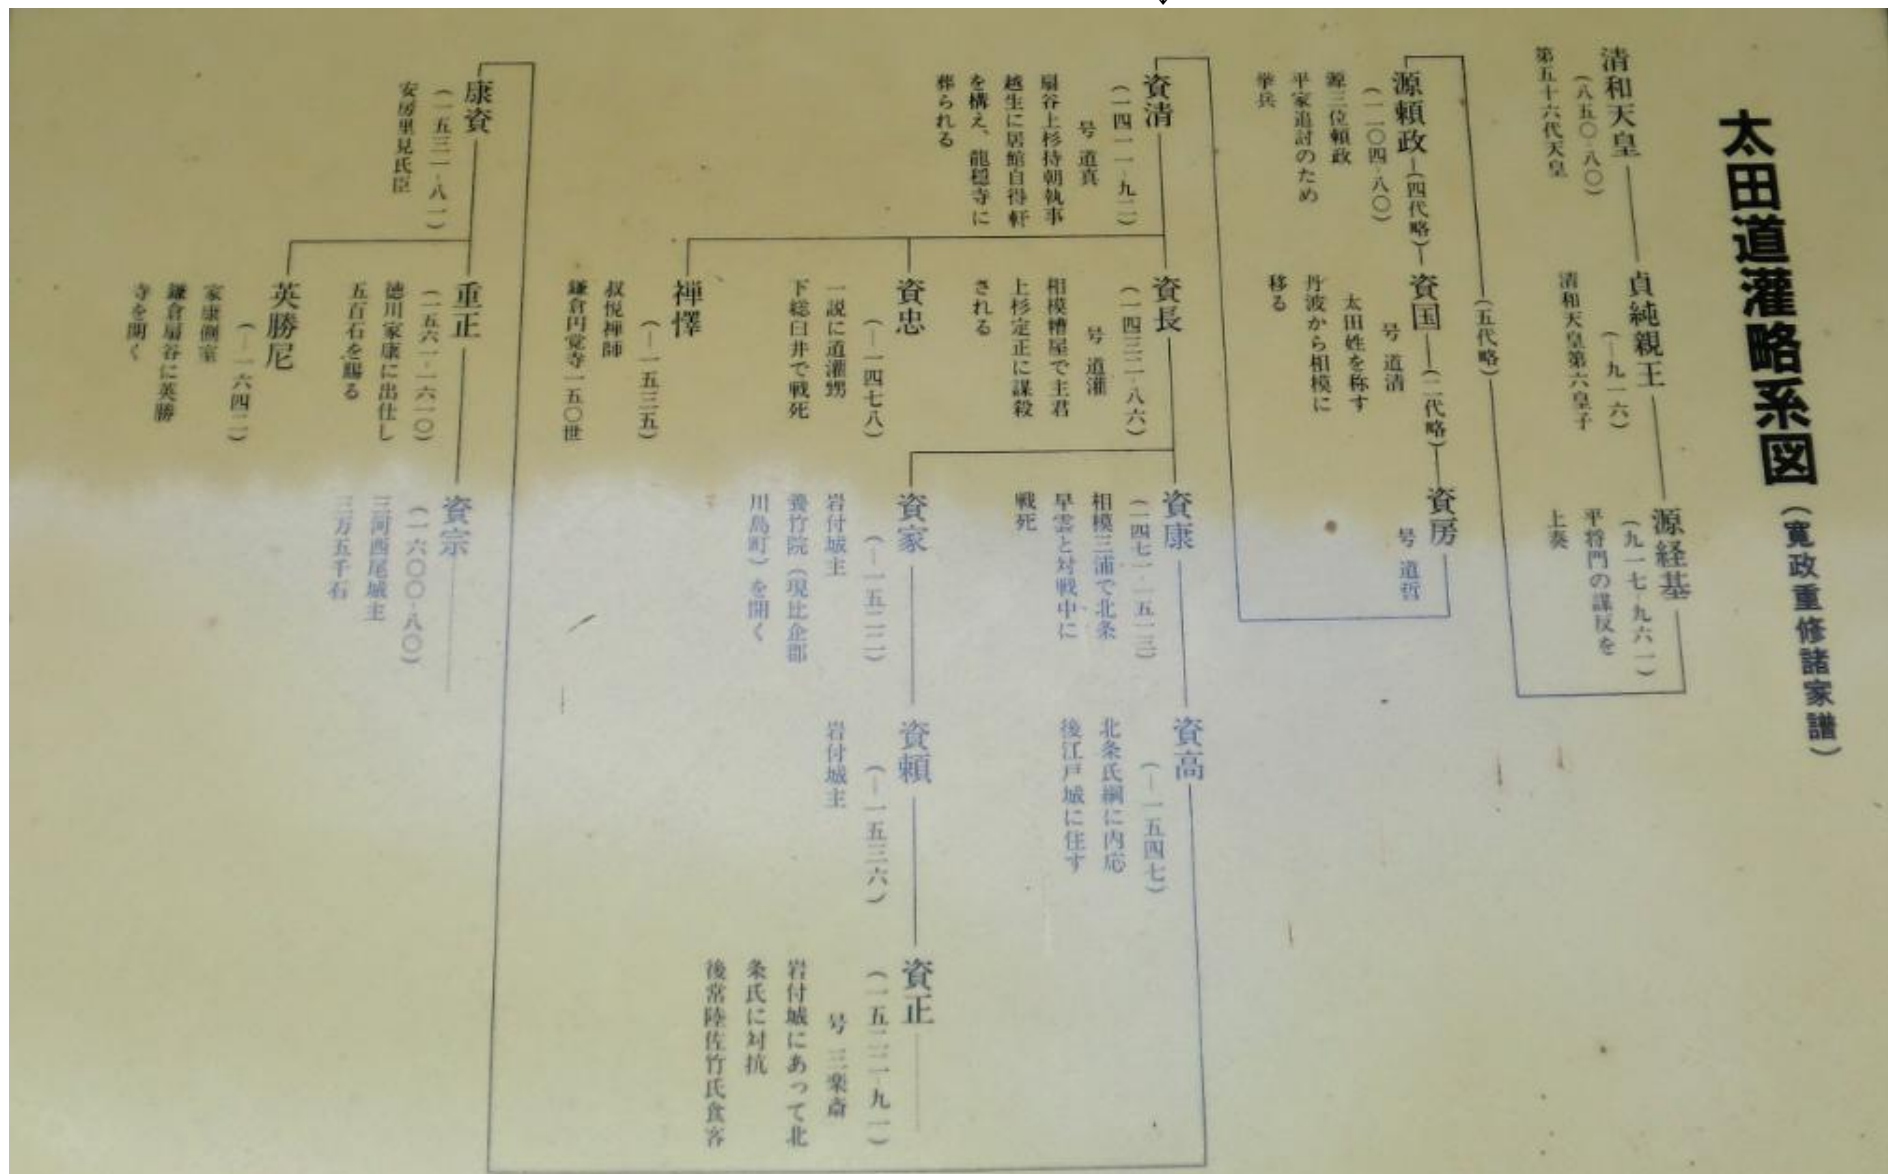 太田道灌略系図(寛政重修諸家譜)
清和天皇
(八五〇-八〇)
第五十六代天皇
貞純親王
(ー九一六)
清和天皇第六皇子
源経基
(九一七-九六一)
平将門の謀反を
上奏
(五代略)
源頼政
(一一〇四-八〇)
源三位頼政
平家追討のため
挙兵
(四代略)
資国
号 道清
太田姓を称す
丹波から相模に
移る
(二代略)
資房
号 道哲
資清
(一四一一-九二)
号 道真
扇谷上杉持朝執事
越生に居館自得軒
を構え、龍穏寺に
葬られる
資長
(一四三二-八六)
号 道灌
相模糟屋で主君
上杉定正に謀殺
される
資忠
(ー一四七八)
一説に道灌甥
下総臼井で戦死
禅懌
(ー一五三五)
叔悦禅師
鎌倉円覚寺一五〇世
資康
(一四七一-一五一三)
相模三浦で北条
早雲と対戦中に
戦死
資高
(ー一五四七)
北条氏綱に内応
後江戸城に住す
資家
(ー一五二二)
岩付城主
養竹院(現比企郡
川島町)を開く
資頼
(ー一五三六)
岩付城主
資正
(一五二二-九一)
号 三楽斎
岩付城にあって北
条氏に対抗
後常陸佐竹氏食客
康資
(一五三一-八一)
安房里見氏臣
重正
(一五六一-一六一〇)
徳川家康に出仕し
五百石を賜る
英勝尼
(ー一六四二)
家康側室
鎌倉扇谷に英勝
寺を開く
資宗
(一六〇〇-八〇)
三河西尾城主
三万五千石